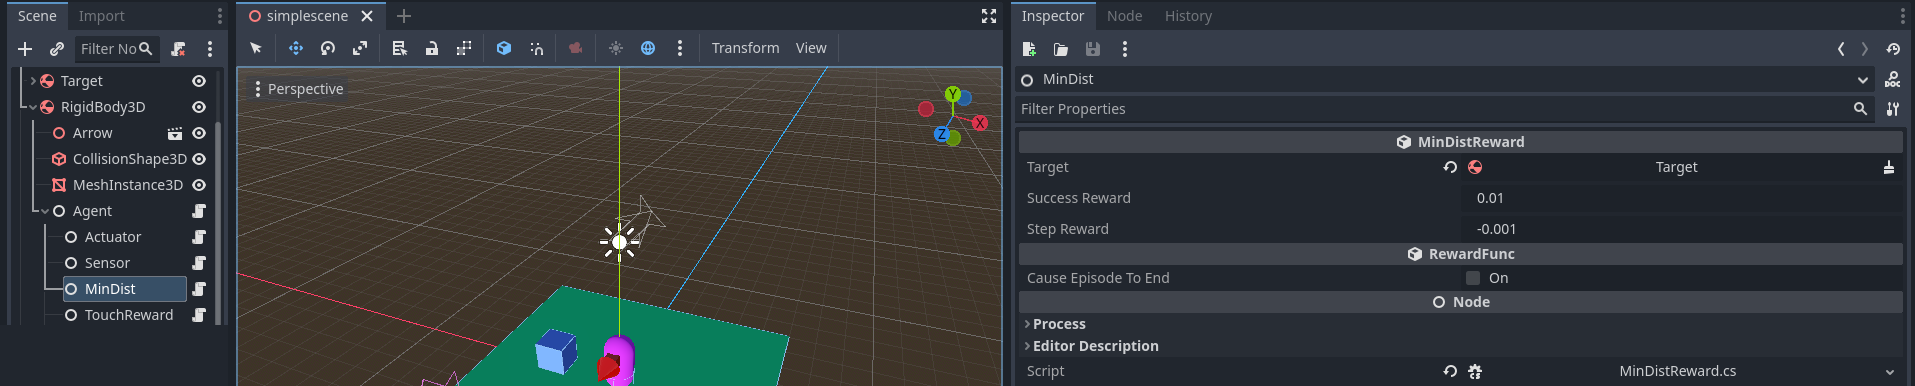 Scene Import
Filter No
Target
RigidBody3D
Arrow
CollisionShape3D
MeshInstance3D
Agent
Actuator
Sensor
MinDist
TouchReward
simplescene
Transform View
Perspective
Y
X
Z
Inspector Node History
MinDist
DOC
Filter Properties
MinDistReward
Target Target
Success Reward 0.01
Step Reward -0.001
RewardFunc
Cause Episode To End On
Node
Process
Editor Description
Script MinDistReward.cs